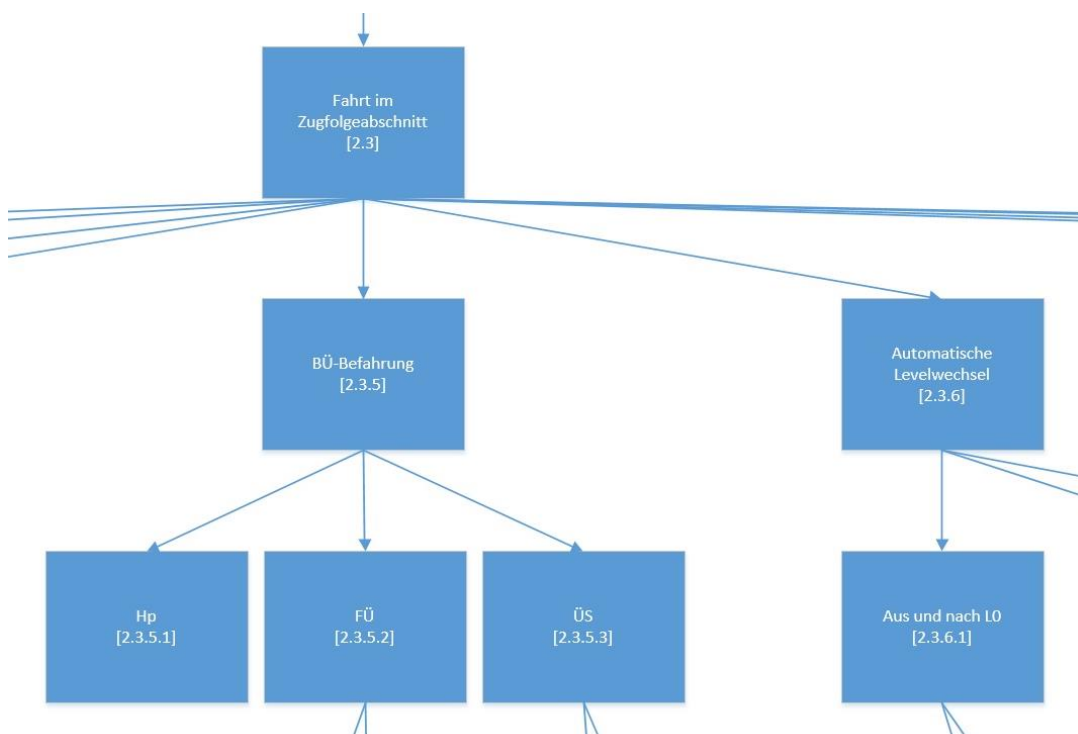 Fahrt im
Zugfolgeabschnitt
[2.3]
BÜ-Befahrung
[2.3.5]
Automatische
Levelwechsel
[2.3.6]
Hp
[2.3.5.1]
FÜ
[2.3.5.2]
ÜS
[2.3.5.3]
Aus und nach L0
[2.3.6.1]